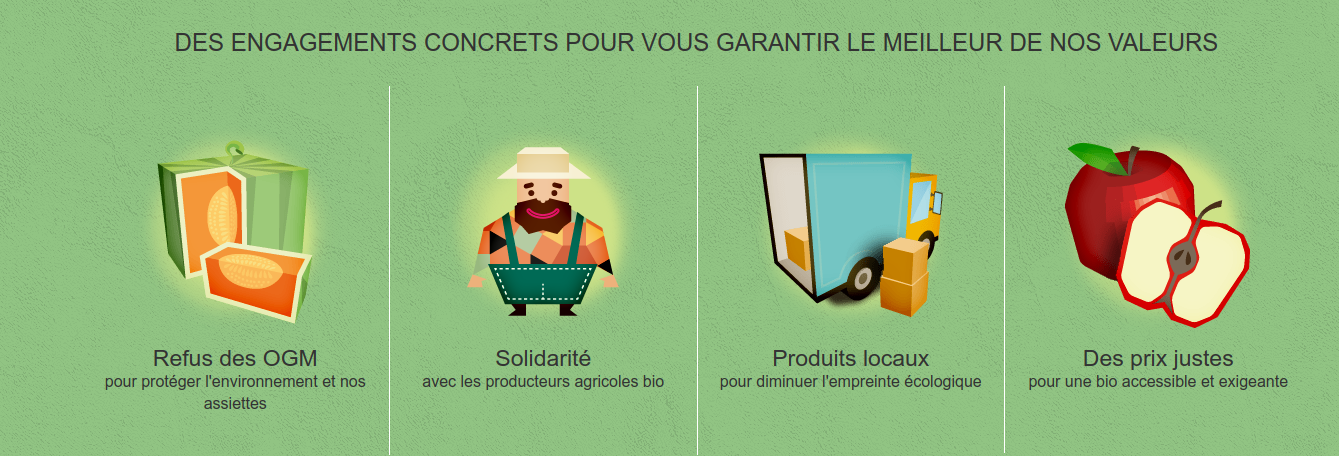 DES ENGAGEMENTS CONCRETS POUR VOUS GARANTIR LE MEILLEUR DE NOS VALEURS
Refus des OGM
pour protéger l'environnement et nos
assiettes
Solidarité
avec les producteurs agricoles bio
Produits locaux
pour diminuer l'empreinte écologique
Des prix justes
pour une bio accessible et exigeante